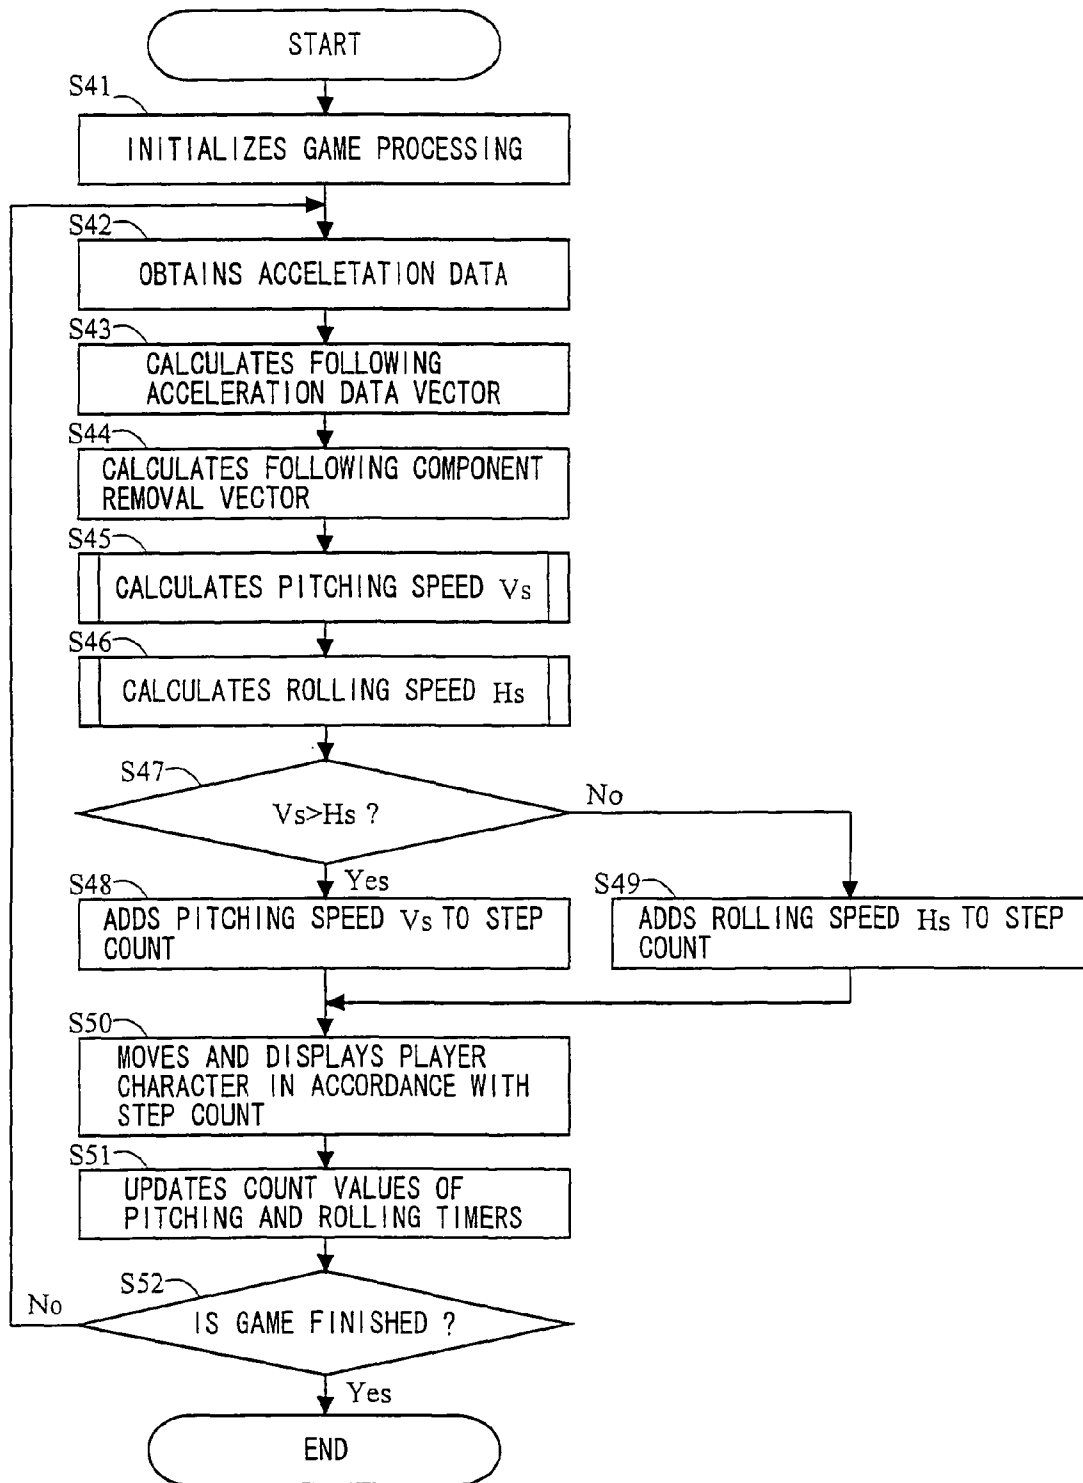 START
S41
INITIALIZES GAME PROCESSING
S42
OBTAINS ACCELETATION DATA
S43
CALCULATES FOLLOWING
ACCELERATION DATA VECTOR
S44
CALCULATES FOLLOWING COMPONENT
REMOVAL VECTOR
S45
CALCULATES PITCHING SPEED Vs
S46
CALCULATES ROLLING SPEED Hs
S47
Vs>Hs ?
No
Yes
S48
ADDS PITCHING SPEED Vs TO STEP
COUNT
S49
ADDS ROLLING SPEED Hs TO STEP
COUNT
S50
MOVES AND DISPLAYS PLAYER
CHARACTER IN ACCORDANCE WITH
STEP COUNT
S51
UPDATES COUNT VALUES OF
PITCHING AND ROLLING TIMERS
S52
IS GAME FINISHED ?
No
Yes
END